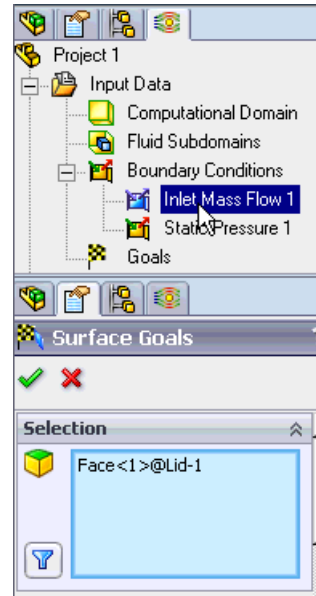 Project 1
Input Data
Computational Domain
Fluid Subdomains
Boundary Conditions
Inlet Mass Flow 1
Static Pressure 1
Goals
Surface Goals
Selection
Face<1>@Lid-1